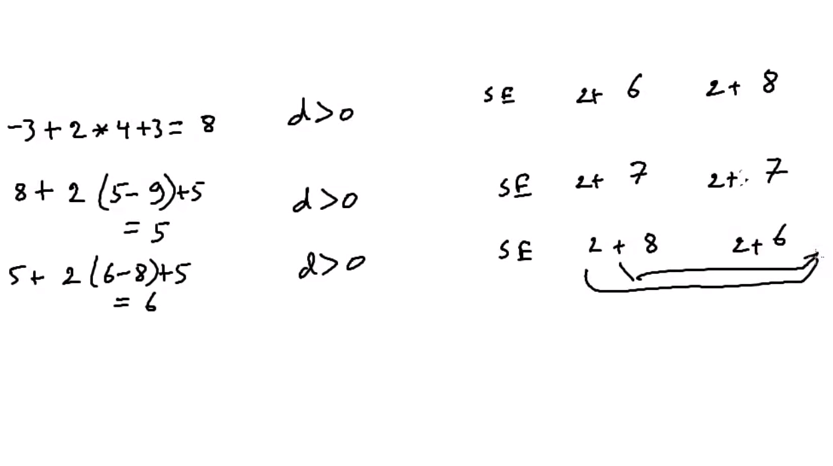 -3 + 2 * 4 + 3 = 8 d>0 SE 2+ 6 2+ 8
8 + 2 (5-9)+5 d>0 SE 2+ 7 2+ 7
= 5
5+ 2 (6-8)+5 d>0 SE 2 + 8 2+ 6
= 6